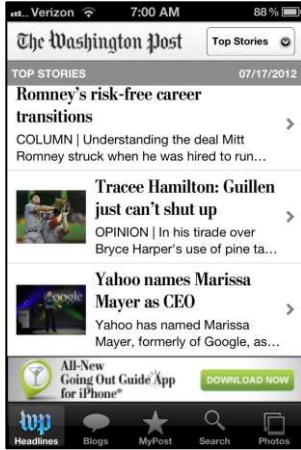 Verizon 7:00 AM 88%
The Washington Post Top Stories
TOP STORIES 07/17/2012
Romney's risk-free career
transitions
COLUMN | Understanding the deal Mitt
Romney struck when he was hired to run…
Tracee Hamilton: Guillen
just can't shut up
OPINION | In his tirade over
Bryce Harper's use of pine ta…
Google
Yahoo names Marissa
Mayer as CEO
Yahoo has named Marissa
Mayer, formerly of Google, as…
All-New
Going Out Guide App
for iPhone®
DOWNLOAD NOW
wp
Headlines Blogs MyPost Search Photos